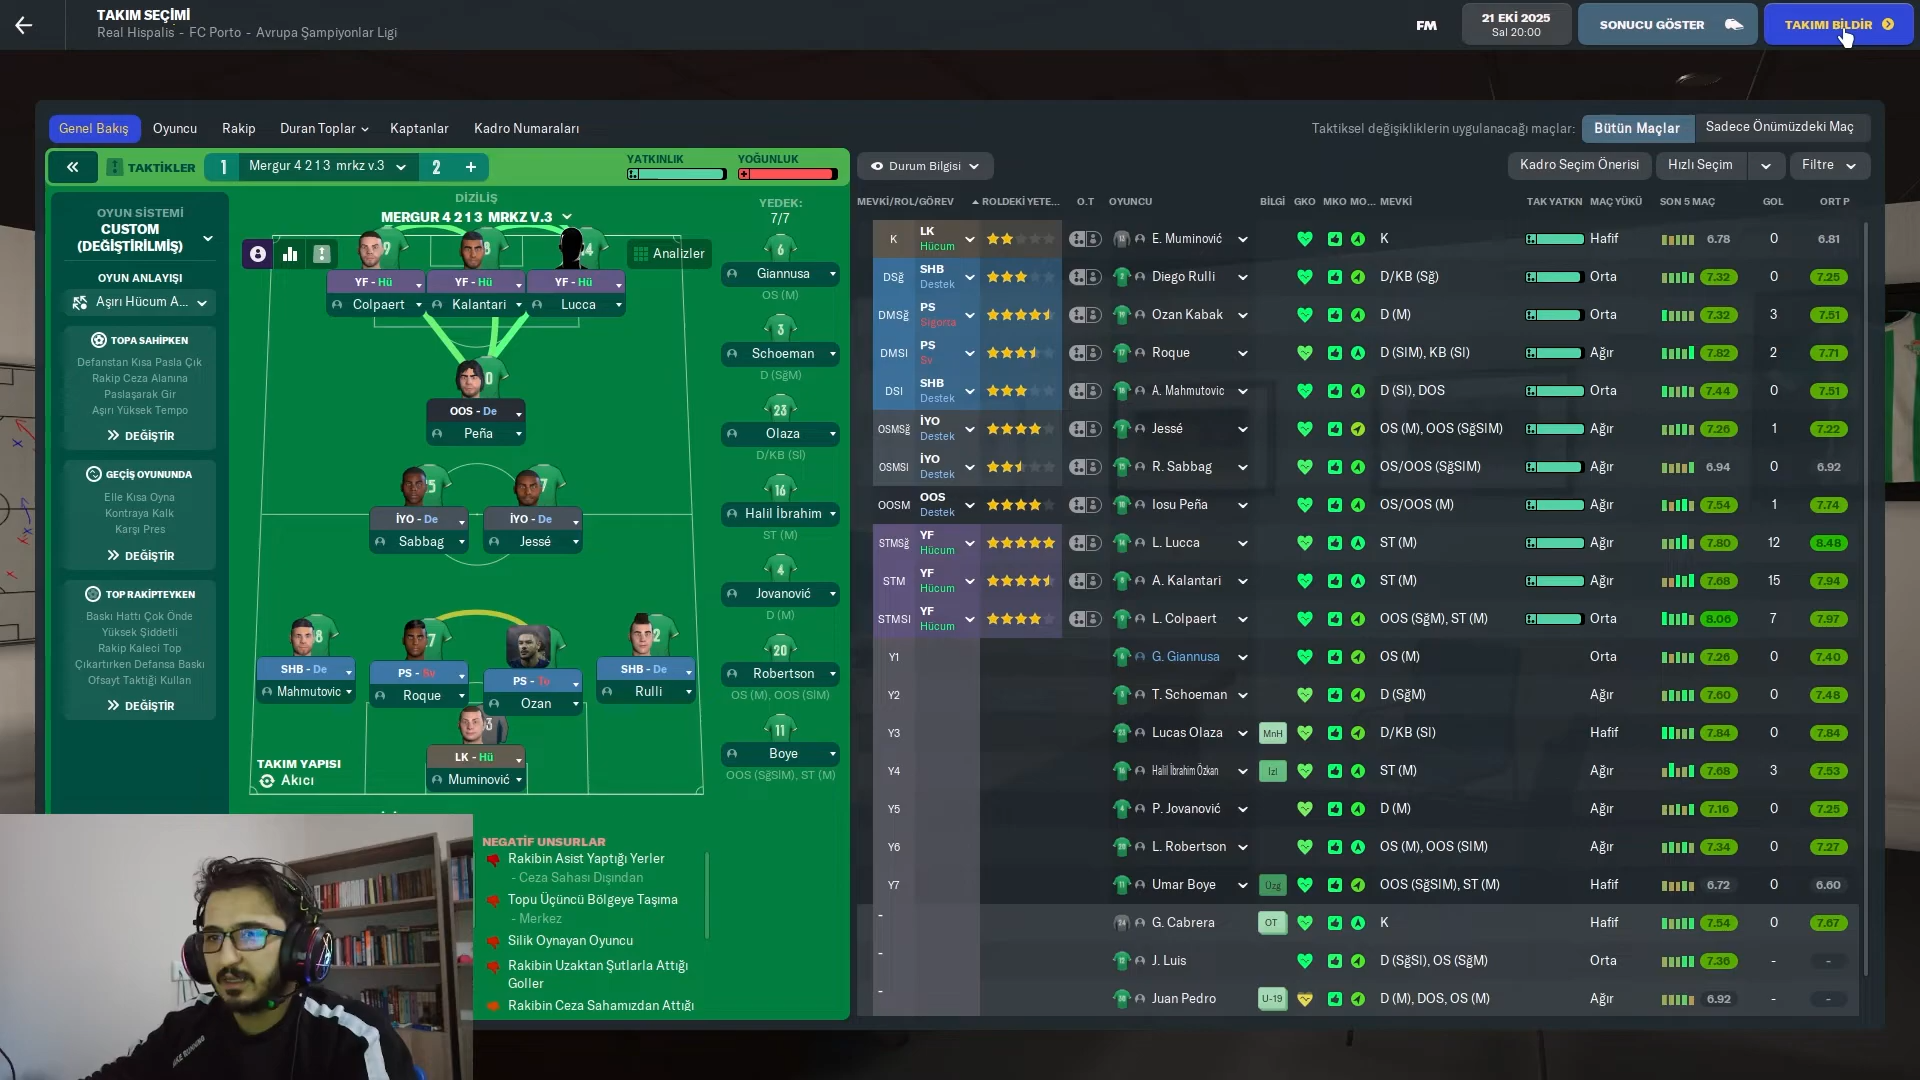 TAKIM SEÇİMİ
Real Hispalis - FC Porto - Avrupa Şampiyonlar Ligi
FM
21 EKİ 2025
Sal 20:00
SONUCU GÖSTER
TAKIMI BİLDİR
Genel Bakış
Oyuncu
Rakip
Duran Toplar
Kaptanlar
Kadro Numaraları
Taktiksel değişikliklerin uygulanacağı maçlar:
Bütün Maçlar
Sadece Önümüzdeki Maç
TAKTİKLER
1
Mergur 4 2 1 3 mrkz v.3
2
+
YATKINLIK
YOĞUNLUK
Durum Bilgisi
Kadro Seçim Önerisi
Hızlı Seçim
Filtre
OYUN SİSTEMİ
CUSTOM
(DEĞİŞTİRİLMİŞ)
OYUN ANLAYIŞI
Aşırı Hücum A...
TOPA SAHİPKEN
Defanstan Kısa Pasla Çık
Rakip Ceza Alanına
Paslaşarak Gir
Aşırı Yüksek Tempo
DEĞİŞTİR
GEÇİŞ OYUNUNDA
Elle Kısa Oyna
Kontraya Kalk
Karşı Pres
DEĞİŞTİR
TOP RAKİPTEYKEN
Baskı Hattı Çok Önde
Yüksek Şiddetli
Rakip Kaleci Top
Çıkartırken Defansa Baskı
Ofsayt Taktiği Kullan
DEĞİŞTİR
DİZİLİŞ
MERGUR 4 2 1 3 MRKZ V.3
Analizler
YF - Hü
Colpaert
YF - Hü
Kalantari
YF - Hü
Lucca
OOS - De
Peña
İYO - De
Sabbag
İYO - De
Jessé
SHB - De
Mahmutovic
PS - Sv
Roque
PS - To
Ozan
SHB - De
Rulli
LK - Hü
Muminović
TAKIM YAPISI
Akıcı
YEDEK:
7/7
6
Giannusa
OS (M)
3
Schoeman
D (SğM)
23
Olaza
D/KB (Sl)
16
Halil İbrahim
ST (M)
4
Jovanović
D (M)
20
Robertson
OS (M), OOS (SlM)
11
Boye
OOS (SğSlM), ST (M)
NEGATİF UNSURLAR
Rakibin Asist Yaptığı Yerler
- Ceza Sahası Dışından
Topu Üçüncü Bölgeye Taşıma
- Merkez
Silik Oynayan Oyuncu
Rakibin Uzaktan Şutlarla Attığı
Goller
Rakibin Ceza Sahamızdan Attığı
MEVKİ/ROL/GÖREV ROLDEKİ YETE... O.T OYUNCU BİLGİ GKO MKO MO... MEVKİ TAK YATKN MAÇ YÜKÜ SON 5 MAÇ GOL ORT P
K LK Hücum E. Muminović K Hafif 6.78 0 6.81
DSğ SHB Destek Diego Rulli D/KB (Sğ) Orta 7.32 0 7.25
DMSğ PS Sigorta Ozan Kabak D (M) Orta 7.32 3 7.51
DMSl PS Sv Roque D (SlM), KB (Sl) Ağır 7.82 2 7.71
DSl SHB Destek A. Mahmutovic D (Sl), DOS Orta 7.44 0 7.51
OSMSğ İYO Destek Jessé OS (M), OOS (SğSlM) Ağır 7.26 1 7.22
OSMSl İYO Destek R. Sabbag OS/OOS (SğSlM) Ağır 6.94 0 6.92
OOSM OOS Destek Iosu Peña OS/OOS (M) Ağır 7.54 1 7.74
STMSğ YF Hücum L. Lucca ST (M) Ağır 7.80 12 8.48
STM YF Hücum A. Kalantari ST (M) Ağır 7.68 15 7.94
STMSl YF Hücum L. Colpaert OOS (SğM), ST (M) Orta 8.06 7 7.97
Y1 G. Giannusa OS (M) Orta 7.26 0 7.40
Y2 T. Schoeman D (SğM) Ağır 7.60 0 7.48
Y3 Lucas Olaza MnH D/KB (Sl) Hafif 7.84 0 7.84
Y4 Halil İbrahim Özkan İzl ST (M) Ağır 7.68 3 7.53
Y5 P. Jovanović D (M) Ağır 7.16 0 7.25
Y6 L. Robertson OS (M), OOS (SlM) Ağır 7.34 0 7.27
Y7 Umar Boye Üzg OOS (SğSlM), ST (M) Hafif 6.72 0 6.60
- G. Cabrera OT K Hafif 7.54 0 7.67
- J. Luis D (SğSl), OS (SğM) Orta 7.36 - -
- Juan Pedro U-19 D (M), DOS, OS (M) Ağır 6.92 - -